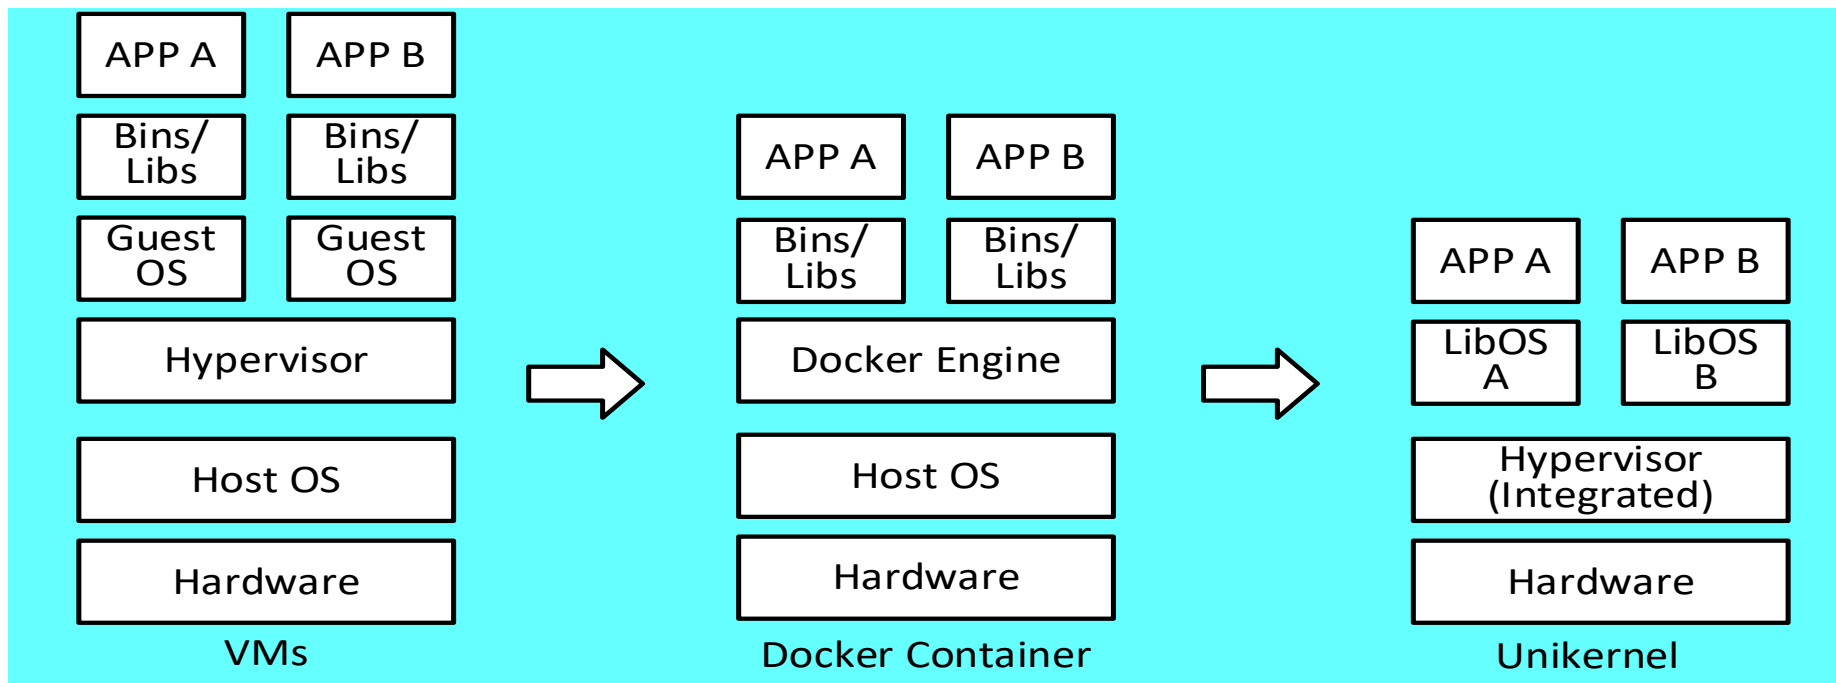 APP A
APP B
Bins/
Libs
Bins/
Libs
Guest
OS
Guest
OS
Hypervisor
Host OS
Hardware
VMs
APP A
APP B
Bins/
Libs
Bins/
Libs
Docker Engine
Host OS
Hardware
Docker Container
APP A
APP B
LibOS
A
LibOS
B
Hypervisor
(Integrated)
Hardware
Unikernel